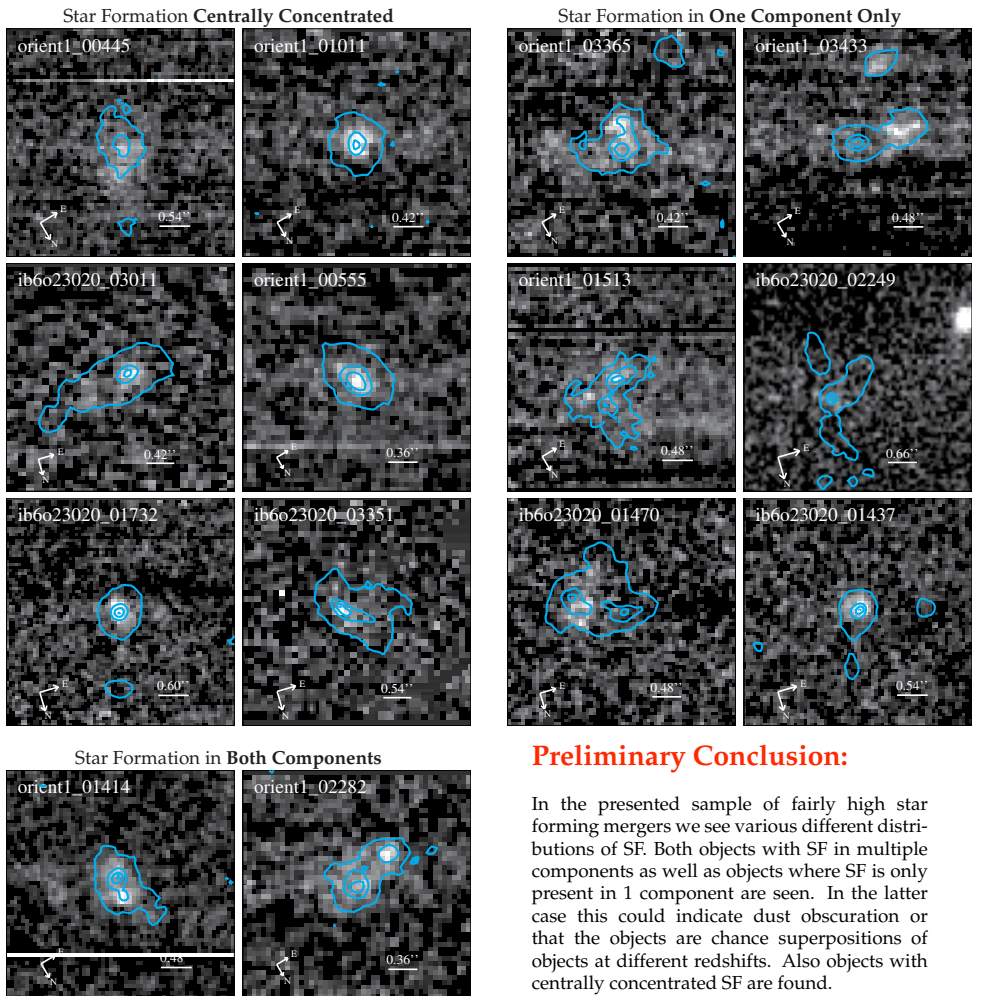 Star Formation Centrally Concentrated
orient1_00445
E
N
0.54’’
orient1_01011
E
N
0.42’’
ib6o23020_03011
E
N
0.42’’
orient1_00555
E
N
0.36’’
ib6o23020_01732
E
N
0.60’’
ib6o23020_03351
E
N
0.54’’
Star Formation in One Component Only
orient1_03365
E
N
0.42’’
orient1_03433
E
N
0.48’’
orient1_01513
E
N
0.48’’
ib6o23020_02249
E
N
0.66’’
ib6o23020_01470
E
N
0.48’’
ib6o23020_01437
E
N
0.54’’
Star Formation in Both Components
orient1_01414
E
N
0.48
orient1_02282
E
N
0.36’’
Preliminary Conclusion:
In the presented sample of fairly high star
forming mergers we see various different distri-
butions of SF. Both objects with SF in multiple
components as well as objects where SF is only
present in 1 component are seen. In the latter
case this could indicate dust obscuration or
that the objects are chance superpositions of
objects at different redshifts. Also objects with
centrally concentrated SF are found.